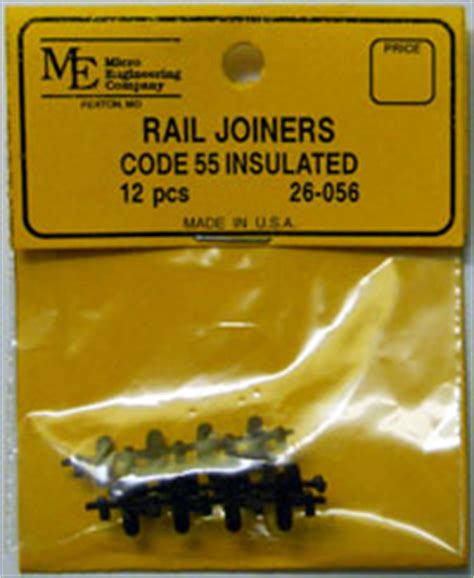 ME Micro
Engineering
Company
FENTON, MO
PRICE
RAIL JOINERS
CODE 55 INSULATED
12 pcs 26-056
MADE IN U.S.A.